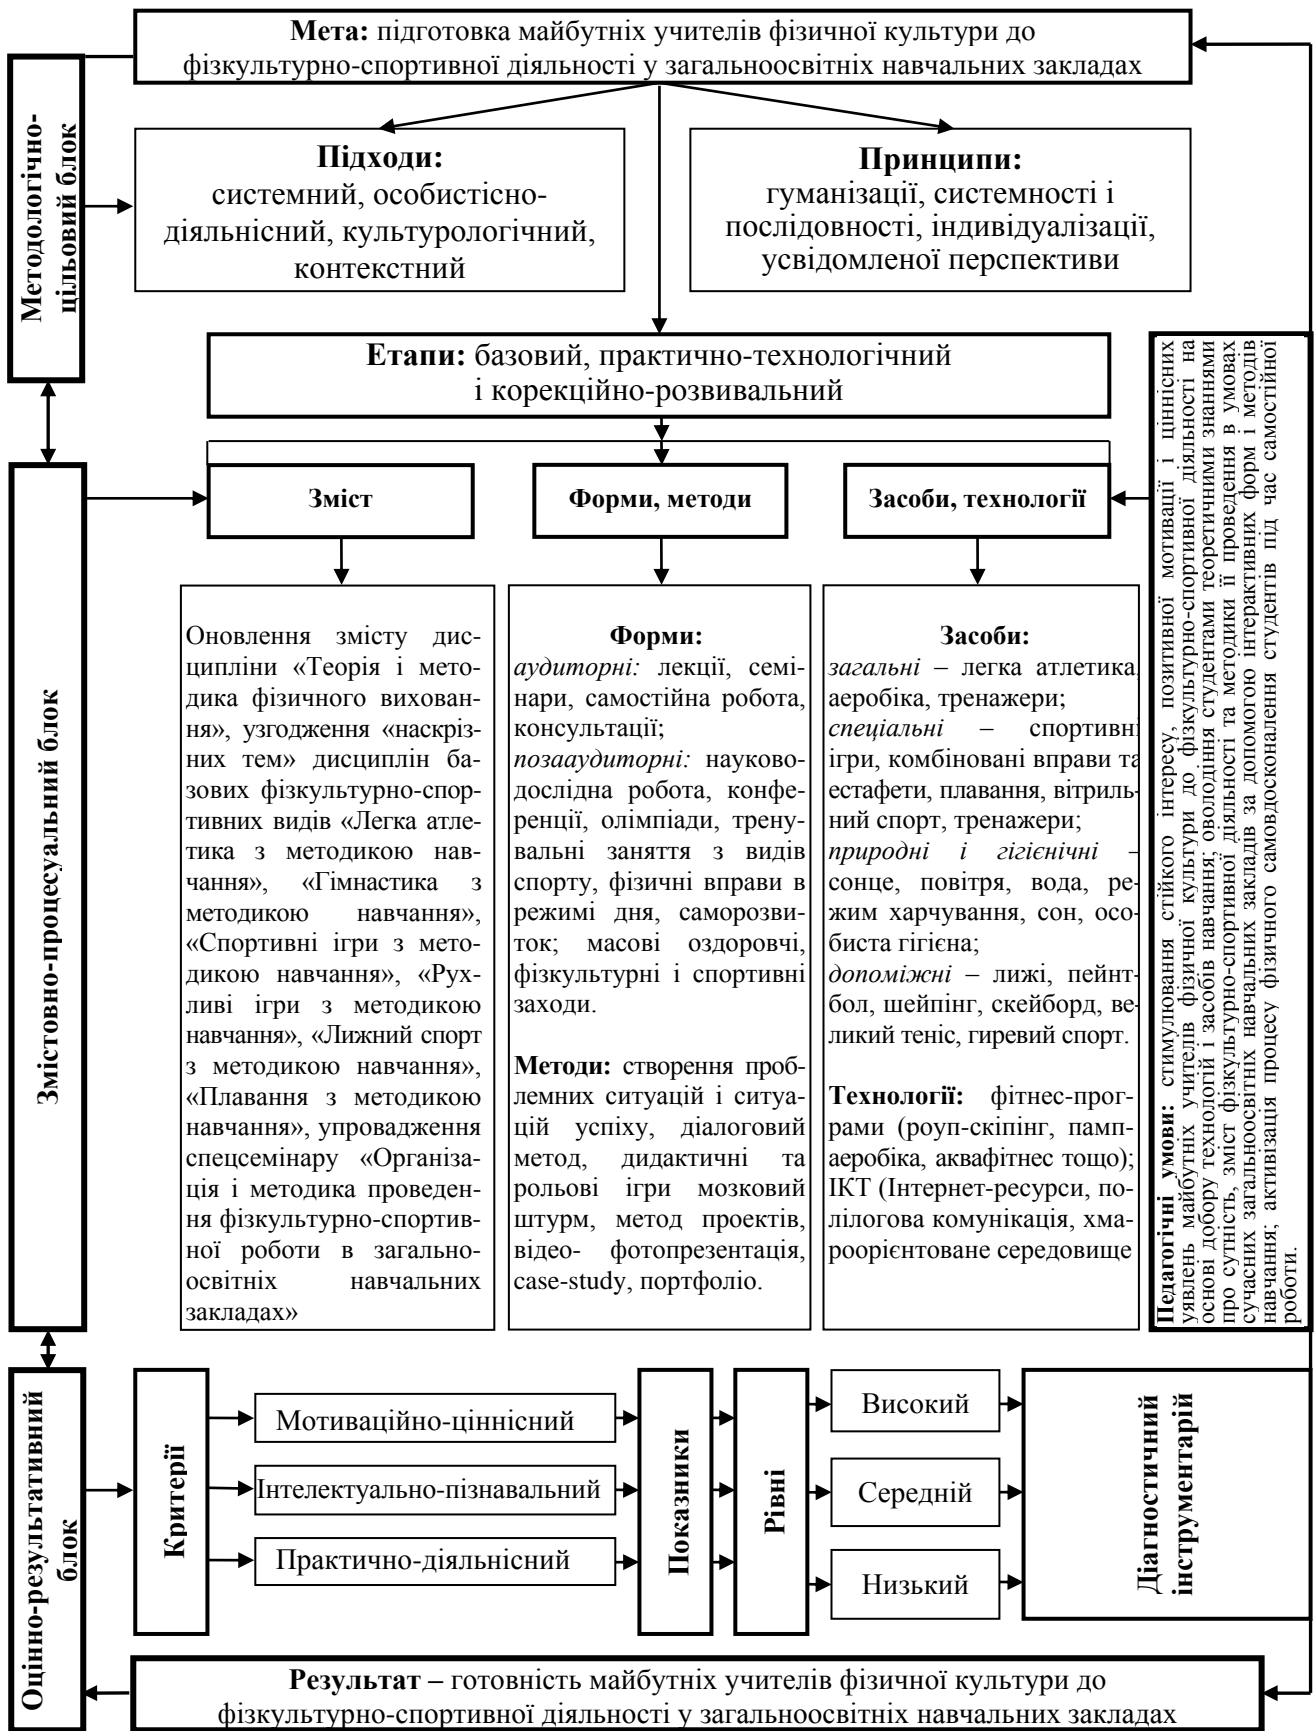 Мета: підготовка майбутніх учителів фізичної культури до
фізкультурно-спортивної діяльності у загальноосвітніх навчальних закладах
Методологічно-
цільовий блок
Підходи:
системний, особистісно-
діяльнісний, культурологічний,
контекстний
Принципи:
гуманізації, системності і
послідовності, індивідуалізації,
усвідомленої перспективи
Етапи: базовий, практично-технологічний
і корекційно-розвивальний
Змістовно-процесуальний блок
Зміст
Форми, методи
Засоби, технології
Оновлення змісту дис-
ципліни «Теорія і мето-
дика фізичного вихован-
ня», узгодження «наскріз-
них тем» дисциплін ба-
зових фізкультурно-спор-
тивних видів «Легка атле-
тика з методикою нав-
чання», «Гімнастика з
методикою навчання»,
«Спортивні ігри з мето-
дикою навчання», «Рух-
ливі ігри з методикою
навчання», «Лижний спорт
з методикою навчання»,
«Плавання з методикою
навчання», упровадження
спецсемінару «Організа-
ція і методика проведен-
ня фізкультурно-спортив-
ної роботи в загально-
освітніх навчальних
закладах»
Форми:
аудиторні: лекції, семі-
нари, самостійна робота,
консультації;
позааудиторні: науково-
дослідна робота, конфе-
ренції, олімпіади, трену-
вальні заняття з видів
спорту, фізичні вправи в
режимі дня, саморозви-
ток; масові оздоровчі,
фізкультурні і спортивні
заходи.
Методи: створення проб-
лемних ситуацій і ситуа-
цій успіху, діалоговий
метод, дидактичні та
рольові ігри мозковий
штурм, метод проектів,
відео- фотопрезентація,
case-study, портфоліо.
Засоби:
загальні – легка атлетика,
аеробіка, тренажери;
спеціальні – спортивні
ігри, комбіновані вправи та
естафети, плавання, вітриль-
ний спорт, тренажери;
природні і гігієнічні –
сонце, повітря, вода, ре-
жим харчування, сон, осо-
биста гігієна;
допоміжні – лижі, пейнт-
бол, шейпінг, скейборд, ве-
ликий теніс, гиревий спорт.
Технології: фітнес-прог-
рами (роуп-скіпінг, памп-
аеробіка, аквафітнес тощо);
ІКТ (Інтернет-ресурси, по-
лілогова комунікація, хма-
роорієнтоване середовище
Педагогічні умови: стимулювання стійкого інтересу, позитивної мотивації і ціннісних
уявлень майбутніх учителів фізичної культури до фізкультурно-спортивної діяльності на
основі добору технологій і засобів навчання; оволодіння студентами теоретичними знаннями
про сутність, зміст фізкультурно-спортивної діяльності та методики її проведення в умовах
сучасних загальноосвітніх навчальних закладів за допомогою інтерактивних форм і методів
навчання; активізація процесу фізичного самовдосконалення студентів під час самостійної
роботи.
Оцінно-результативний
блок
Критерії
Мотиваційно-ціннісний
Інтелектуально-пізнавальний
Практично-діяльнісний
Показники
Рівні
Високий
Середній
Низький
Діагностичний
інструментарій
Результат – готовність майбутніх учителів фізичної культури до
фізкультурно-спортивної діяльності у загальноосвітніх навчальних закладах